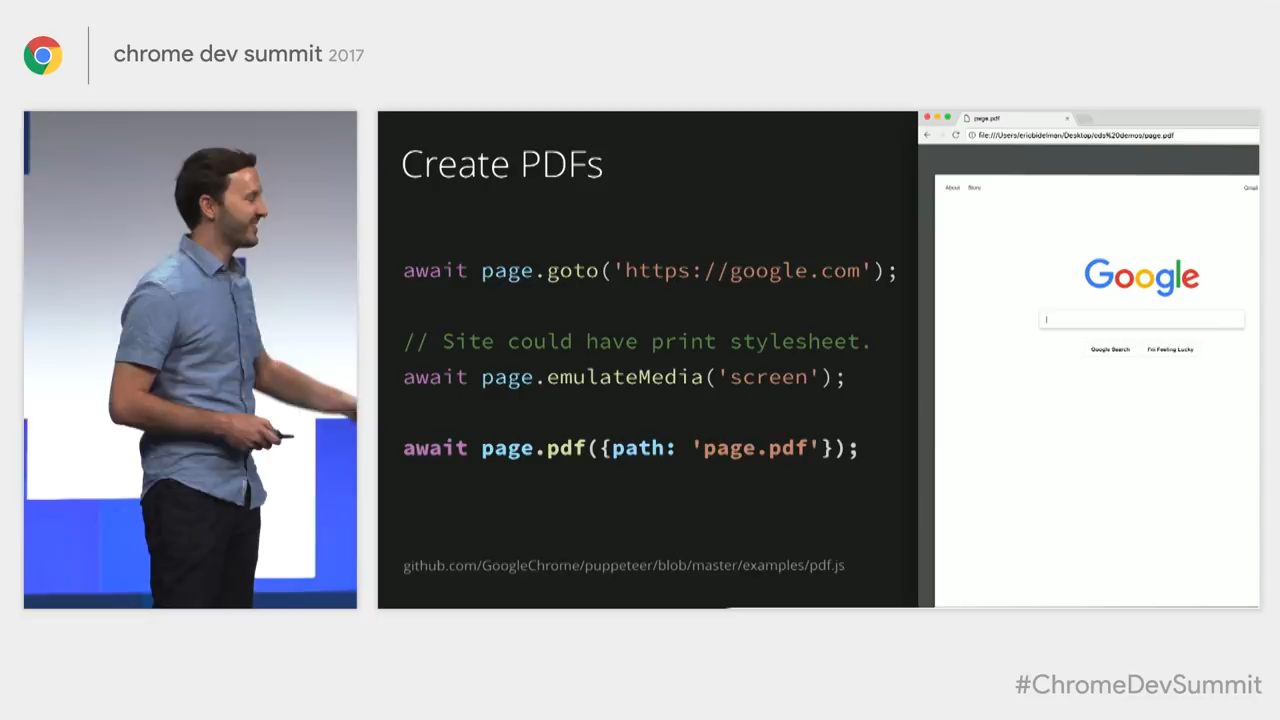 chrome dev summit 2017
Create PDFs
await page.goto('https://google.com');
// Site could have print stylesheet.
await page.emulateMedia('screen');
await page.pdf({path: 'page.pdf'});
github.com/GoogleChrome/puppeteer/blob/master/examples/pdf.js
page.pdf
file:///Users/ericbidelman/Desktop/cds%20demos/page.pdf
About Store Gmail
Google
Google Search I'm Feeling Lucky
#ChromeDevSummit